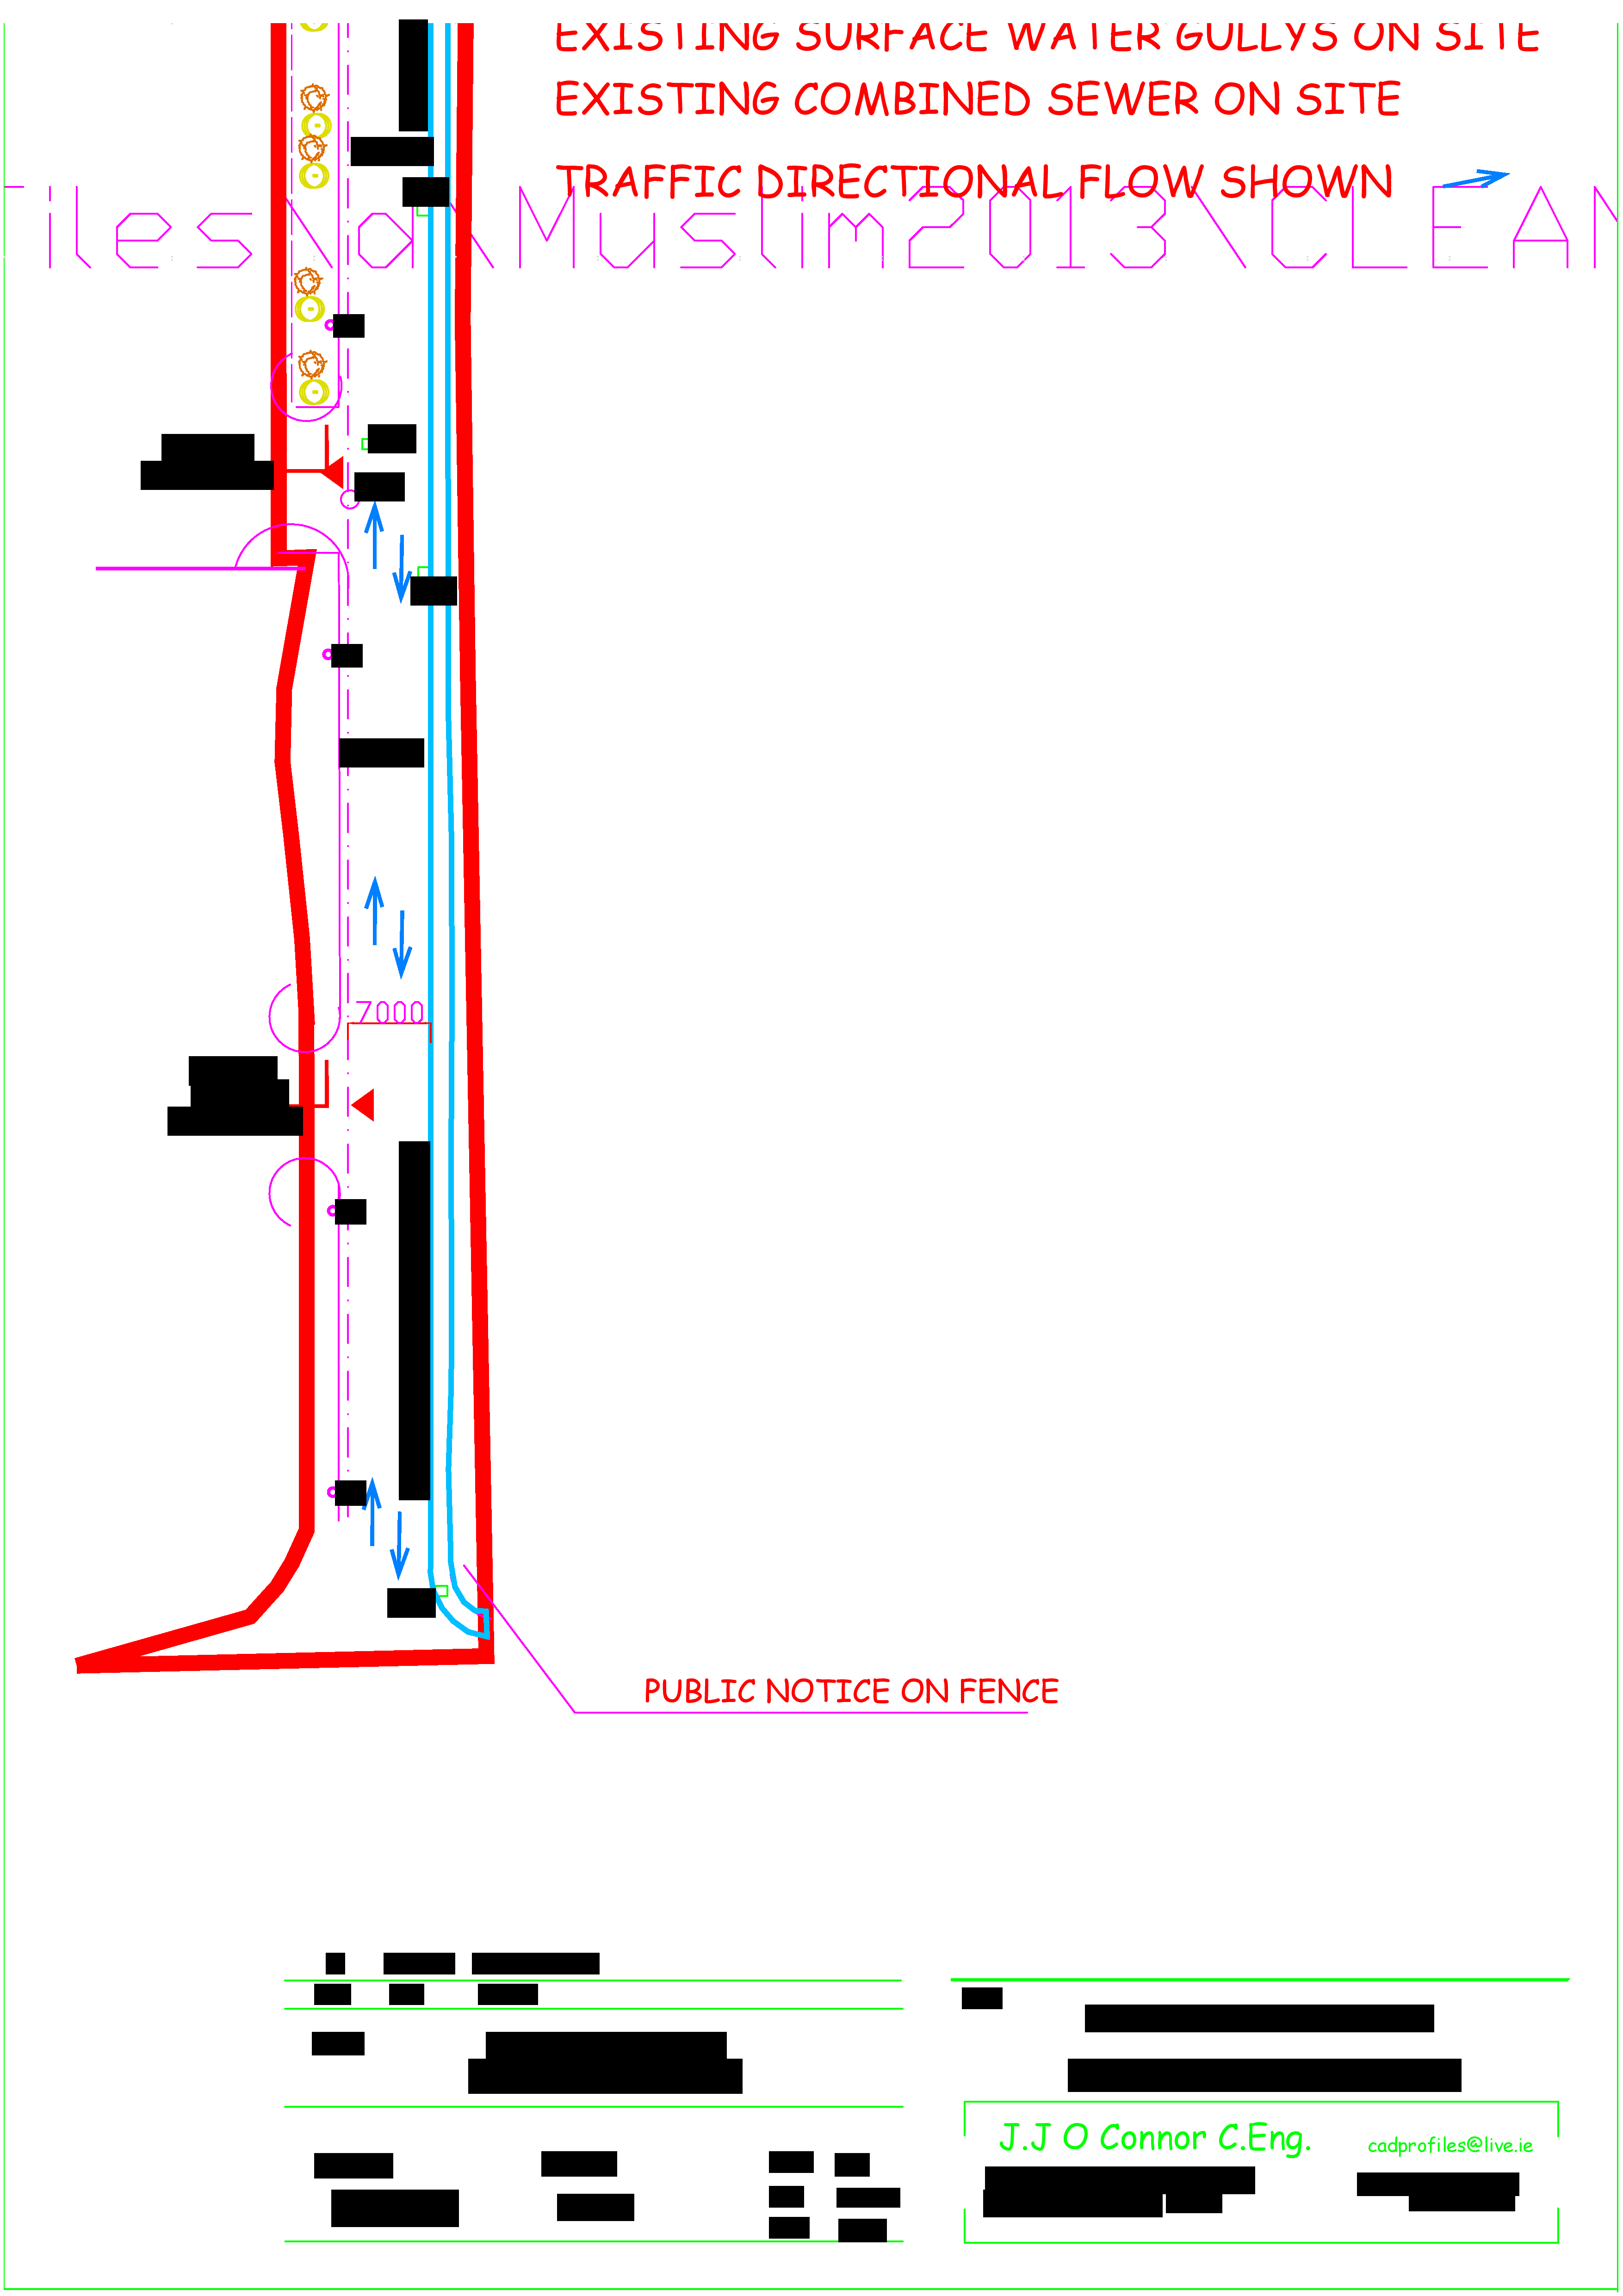 EXISTING SURFACE WATER GULLYS ON SITE
EXISTING COMBINED SEWER ON SITE
TRAFFIC DIRECTIONAL FLOW SHOWN
iles\a\Muslim2013\CLEAN
7000
PUBLIC NOTICE ON FENCE
J.J O Connor C.Eng.
cadprofiles@live.ie